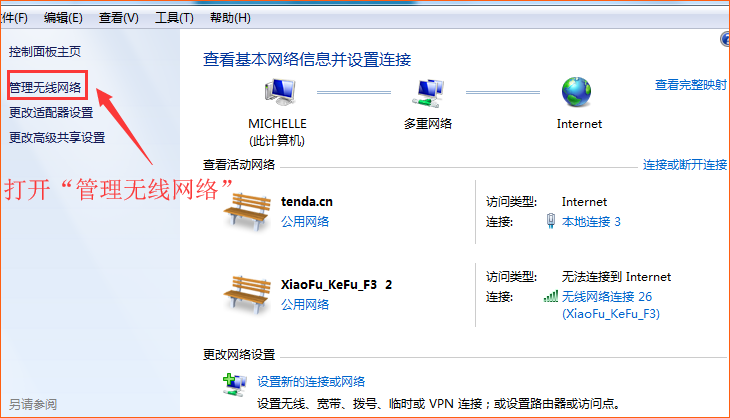 件(F) 编辑(E) 查看(V) 工具(T) 帮助(H)
控制面板主页
管理无线网络
更改适配器设置
更改高级共享设置
打开“管理无线网络”
另请参阅
查看基本网络信息并设置连接
查看完整映射
MICHELLE
(此计算机)
多重网络
Internet
查看活动网络
连接或断开连接
tenda.cn
公用网络
访问类型: Internet
连接: 本地连接 3
XiaoFu_KeFu_F3 2
公用网络
访问类型: 无法连接到 Internet
连接: 无线网络连接 26
(XiaoFu_KeFu_F3)
更改网络设置
设置新的连接或网络
设置无线、宽带、拨号、临时或 VPN 连接；或设置路由器或访问点。